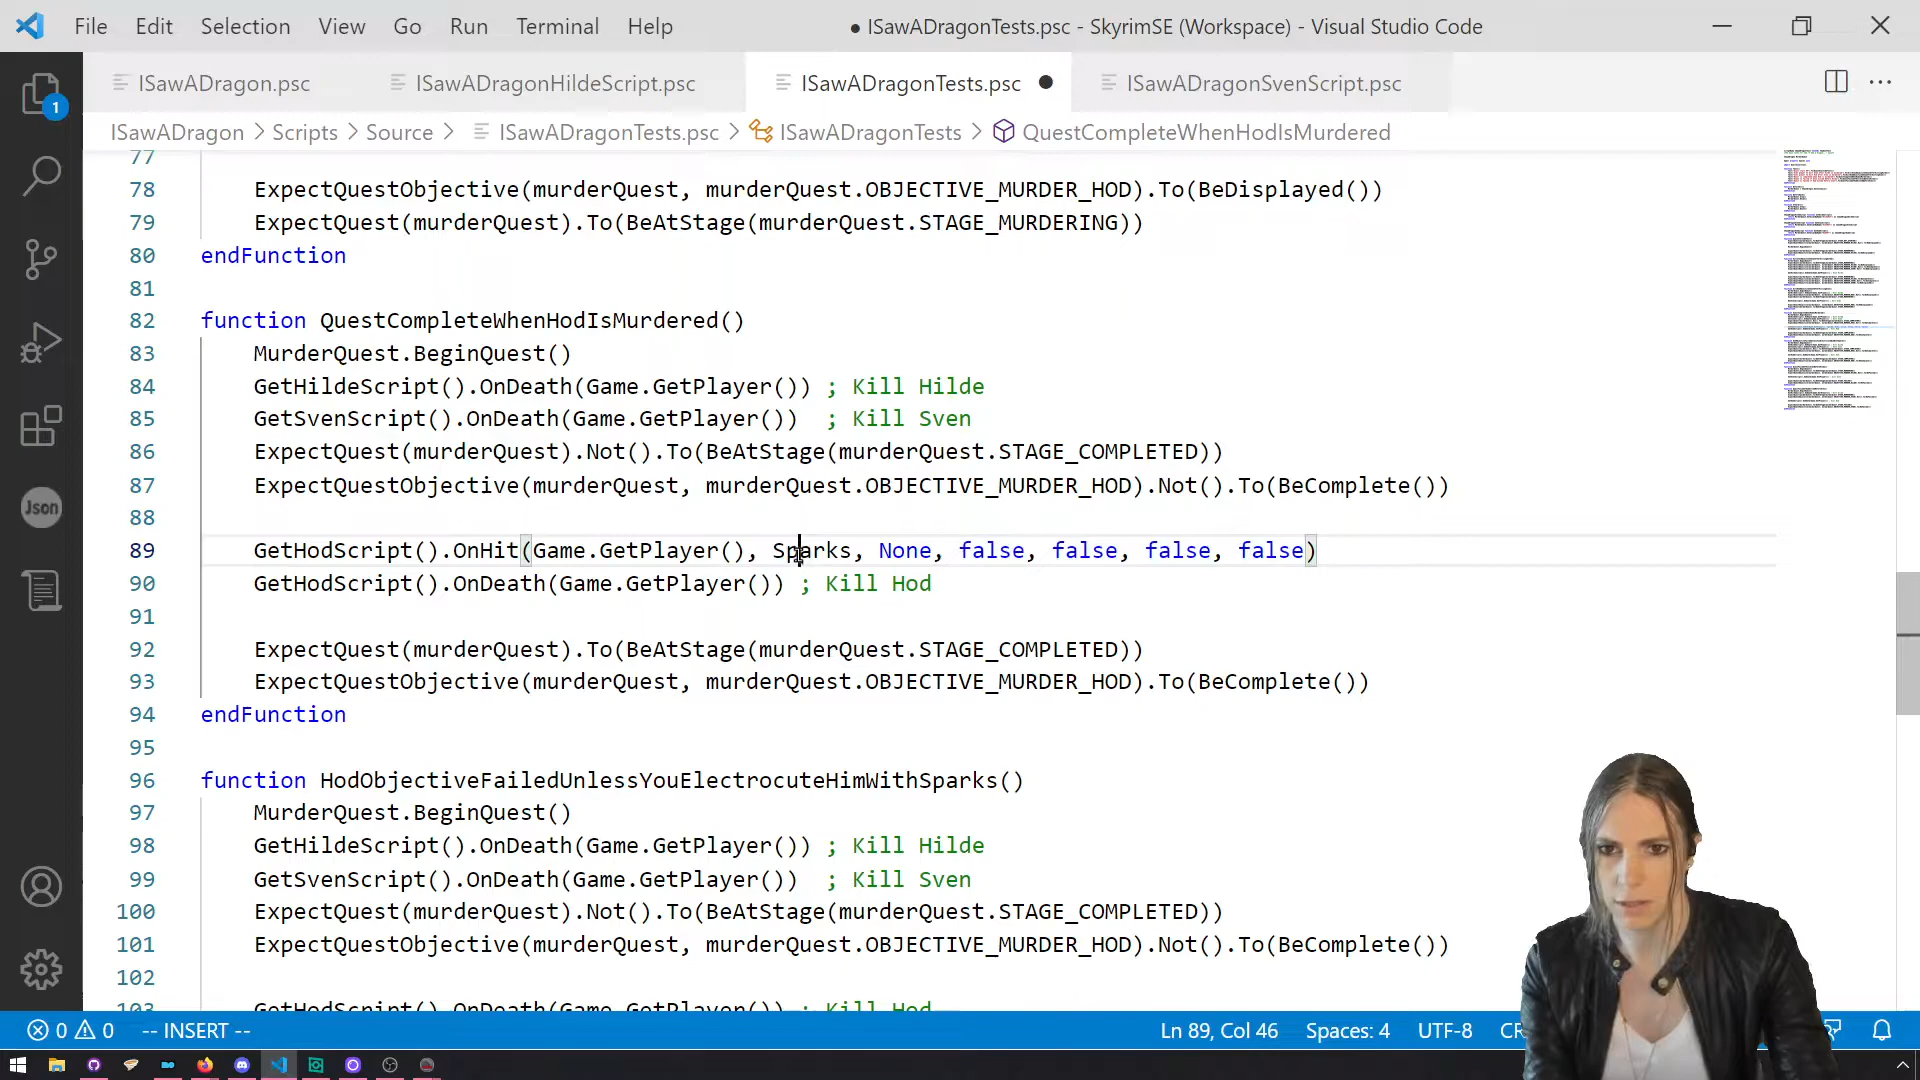 File Edit Selection View Go Run Terminal Help ● ISawADragonTests.psc - SkyrimSE (Workspace) - Visual Studio Code
ISawADragon.psc ISawADragonHildeScript.psc ISawADragonTests.psc ● ISawADragonSvenScript.psc
1
ISawADragon > Scripts > Source > ISawADragonTests.psc > ISawADragonTests > QuestCompleteWhenHodIsMurdered
77
78 ExpectQuestObjective(murderQuest, murderQuest.OBJECTIVE_MURDER_HOD).To(BeDisplayed())
79 ExpectQuest(murderQuest).To(BeAtStage(murderQuest.STAGE_MURDERING))
80 endFunction
81
82 function QuestCompleteWhenHodIsMurdered()
83 MurderQuest.BeginQuest()
84 GetHildeScript().OnDeath(Game.GetPlayer()) ; Kill Hilde
85 GetSvenScript().OnDeath(Game.GetPlayer()) ; Kill Sven
86 ExpectQuest(murderQuest).Not().To(BeAtStage(murderQuest.STAGE_COMPLETED))
87 ExpectQuestObjective(murderQuest, murderQuest.OBJECTIVE_MURDER_HOD).Not().To(BeComplete())
88
89 GetHodScript().OnHit(Game.GetPlayer(), Sparks, None, false, false, false, false)
90 GetHodScript().OnDeath(Game.GetPlayer()) ; Kill Hod
91
92 ExpectQuest(murderQuest).To(BeAtStage(murderQuest.STAGE_COMPLETED))
93 ExpectQuestObjective(murderQuest, murderQuest.OBJECTIVE_MURDER_HOD).To(BeComplete())
94 endFunction
95
96 function HodObjectiveFailedUnlessYouElectrocuteHimWithSparks()
97 MurderQuest.BeginQuest()
98 GetHildeScript().OnDeath(Game.GetPlayer()) ; Kill Hilde
99 GetSvenScript().OnDeath(Game.GetPlayer()) ; Kill Sven
100 ExpectQuest(murderQuest).Not().To(BeAtStage(murderQuest.STAGE_COMPLETED))
101 ExpectQuestObjective(murderQuest, murderQuest.OBJECTIVE_MURDER_HOD).Not().To(BeComplete())
102
103 GetHodScript().OnDeath(Game.GetPlayer()) ; Kill Hod
Json
0 0 -- INSERT -- Ln 89, Col 46 Spaces: 4 UTF-8